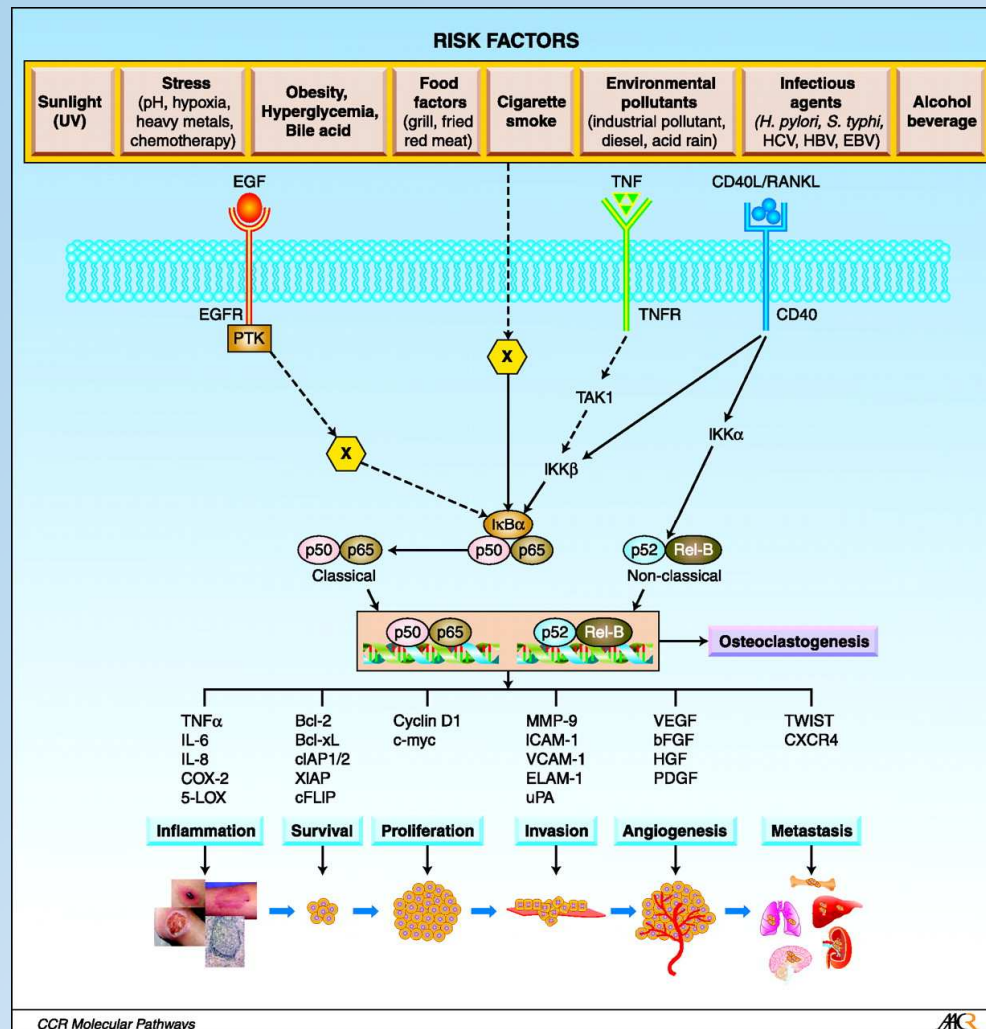 RISK FACTORS
Sunlight
(UV)
Stress
(pH, hypoxia,
heavy metals,
chemotherapy)
Obesity,
Hyperglycemia,
Bile acid
Food
factors
(grill, fried
red meat)
Cigarette
smoke
Environmental
pollutants
(industrial pollutant,
diesel, acid rain)
Infectious
agents
(H. pylori, S. typhi,
HCV, HBV, EBV)
Alcohol
beverage
EGF
TNF
CD40L/RANKL
EGFR
TNFR
CD40
PTK
X
TAK1
IKKα
X
IKKβ
IκBα
p50 p65
p50 p65
p52 Rel-B
Classical
Non-classical
p50 p65
p52 Rel-B
Osteoclastogenesis
TNFα
IL-6
IL-8
COX-2
5-LOX
Bcl-2
Bcl-xL
cIAP1/2
XIAP
cFLIP
Cyclin D1
c-myc
MMP-9
ICAM-1
VCAM-1
ELAM-1
uPA
VEGF
bFGF
HGF
PDGF
TWIST
CXCR4
Inflammation
Survival
Proliferation
Invasion
Angiogenesis
Metastasis
CCR Molecular Pathways
AACR